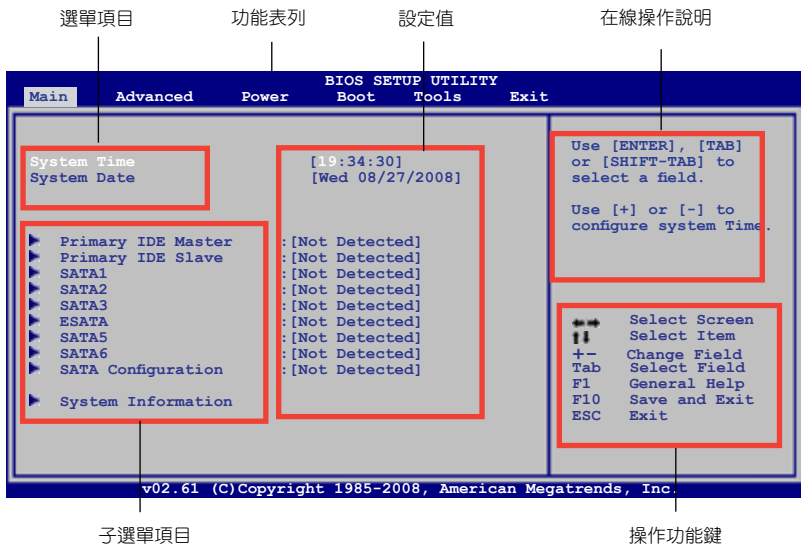 選單項目 功能表列 設定值 在線操作說明
BIOS SETUP UTILITY
Main Advanced Power Boot Tools Exit
System Time [19:34:30]
System Date [Wed 08/27/2008]
Primary IDE Master :[Not Detected]
Primary IDE Slave :[Not Detected]
SATA1 :[Not Detected]
SATA2 :[Not Detected]
SATA3 :[Not Detected]
ESATA :[Not Detected]
SATA5 :[Not Detected]
SATA6 :[Not Detected]
SATA Configuration :[Not Detected]
System Information
Use [ENTER], [TAB]
or [SHIFT-TAB] to
select a field.
Use [+] or [-] to
configure system Time.
←→ Select Screen
↑↓ Select Item
+- Change Field
Tab Select Field
F1 General Help
F10 Save and Exit
ESC Exit
v02.61 (C)Copyright 1985-2008, American Megatrends, Inc.
子選單項目 操作功能鍵